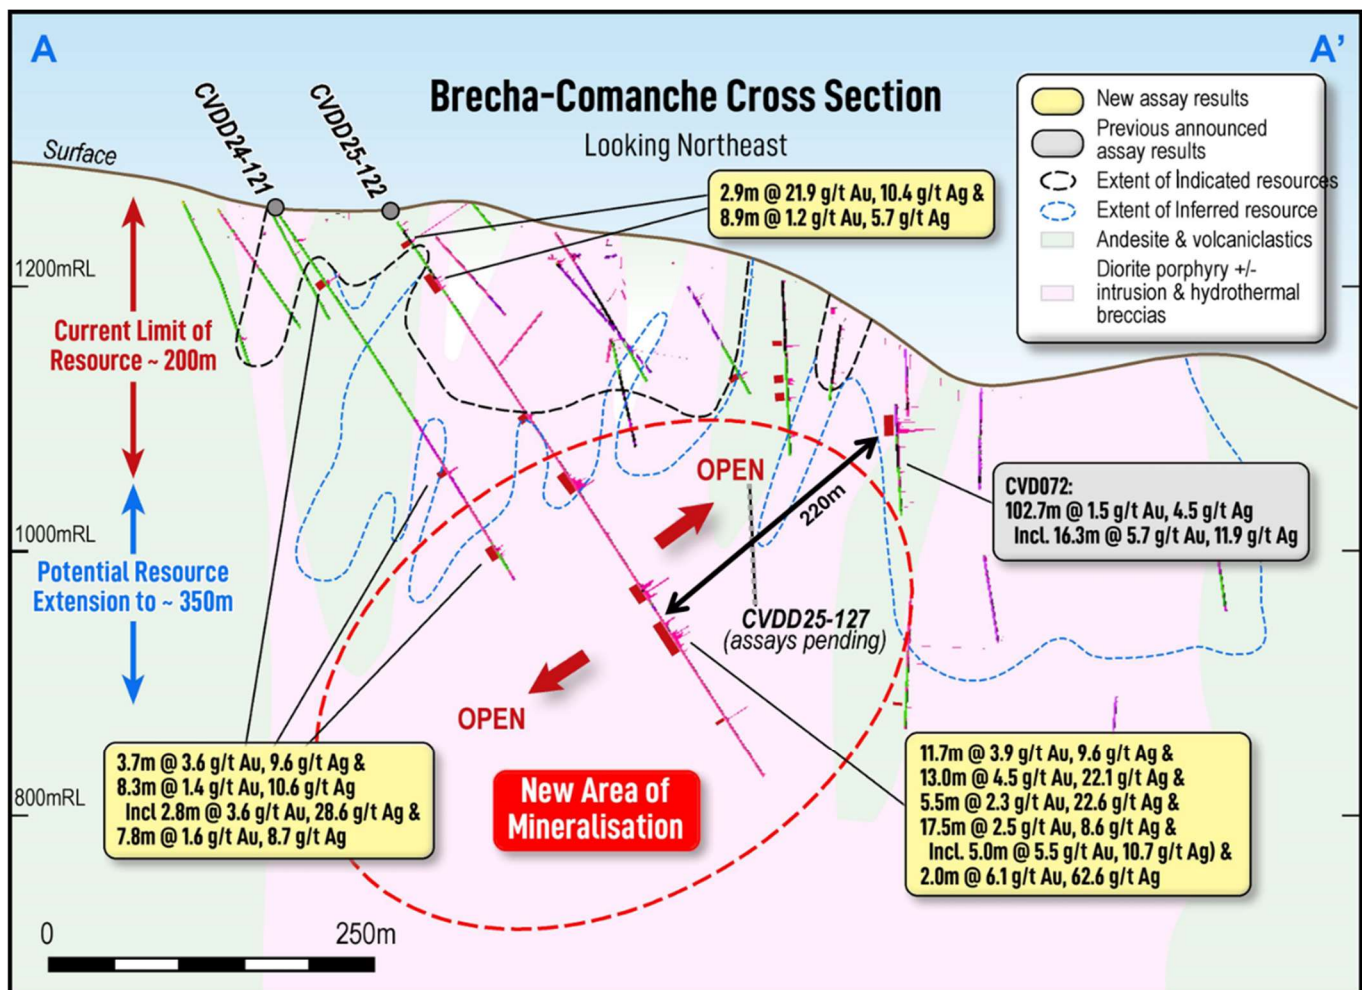 A
A'
Brecha-Comanche Cross Section
Looking Northeast
CVDD24-121
CVDD25-122
Surface
New assay results
Previous announced
assay results
Extent of Indicated resources
Extent of Inferred resource
Andesite & volcaniclastics
Diorite porphyry +/-
intrusion & hydrothermal
breccias
2.9m @ 21.9 g/t Au, 10.4 g/t Ag &
8.9m @ 1.2 g/t Au, 5.7 g/t Ag
1200mRL
Current Limit of
Resource ~ 200m
OPEN
220m
CVD072:
102.7m @ 1.5 g/t Au, 4.5 g/t Ag
Incl. 16.3m @ 5.7 g/t Au, 11.9 g/t Ag
1000mRL
Potential Resource
Extension to ~ 350m
CVDD25-127
(assays pending)
OPEN
3.7m @ 3.6 g/t Au, 9.6 g/t Ag &
8.3m @ 1.4 g/t Au, 10.6 g/t Ag
Incl 2.8m @ 3.6 g/t Au, 28.6 g/t Ag &
7.8m @ 1.6 g/t Au, 8.7 g/t Ag
800mRL
New Area of
Mineralisation
11.7m @ 3.9 g/t Au, 9.6 g/t Ag &
13.0m @ 4.5 g/t Au, 22.1 g/t Ag &
5.5m @ 2.3 g/t Au, 22.6 g/t Ag &
17.5m @ 2.5 g/t Au, 8.6 g/t Ag &
Incl. 5.0m @ 5.5 g/t Au, 10.7 g/t Ag) &
2.0m @ 6.1 g/t Au, 62.6 g/t Ag
0
250m